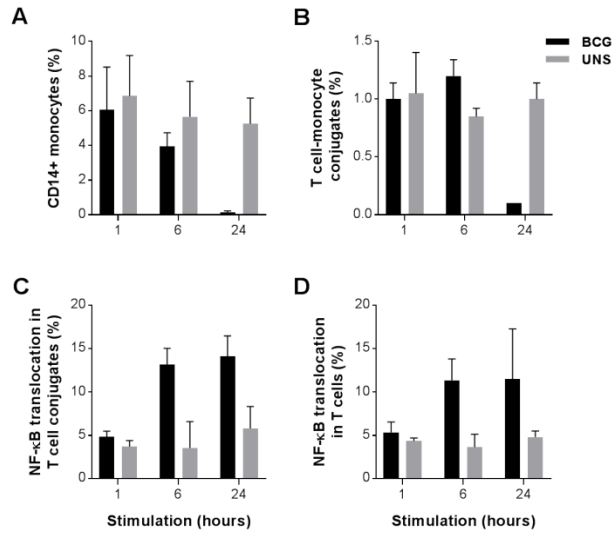 A
CD14+ monocytes (%)
10
8
6
4
2
0
1
6
24
B
T cell-monocyte
conjugates (%)
1.5
1.0
0.5
0.0
1
6
24
BCG
UNS
C
NF-κB translocation in
T cell conjugates (%)
20
15
10
5
0
1
6
24
Stimulation (hours)
D
NF-κB translocation
in T cells (%)
20
15
10
5
0
1
6
24
Stimulation (hours)